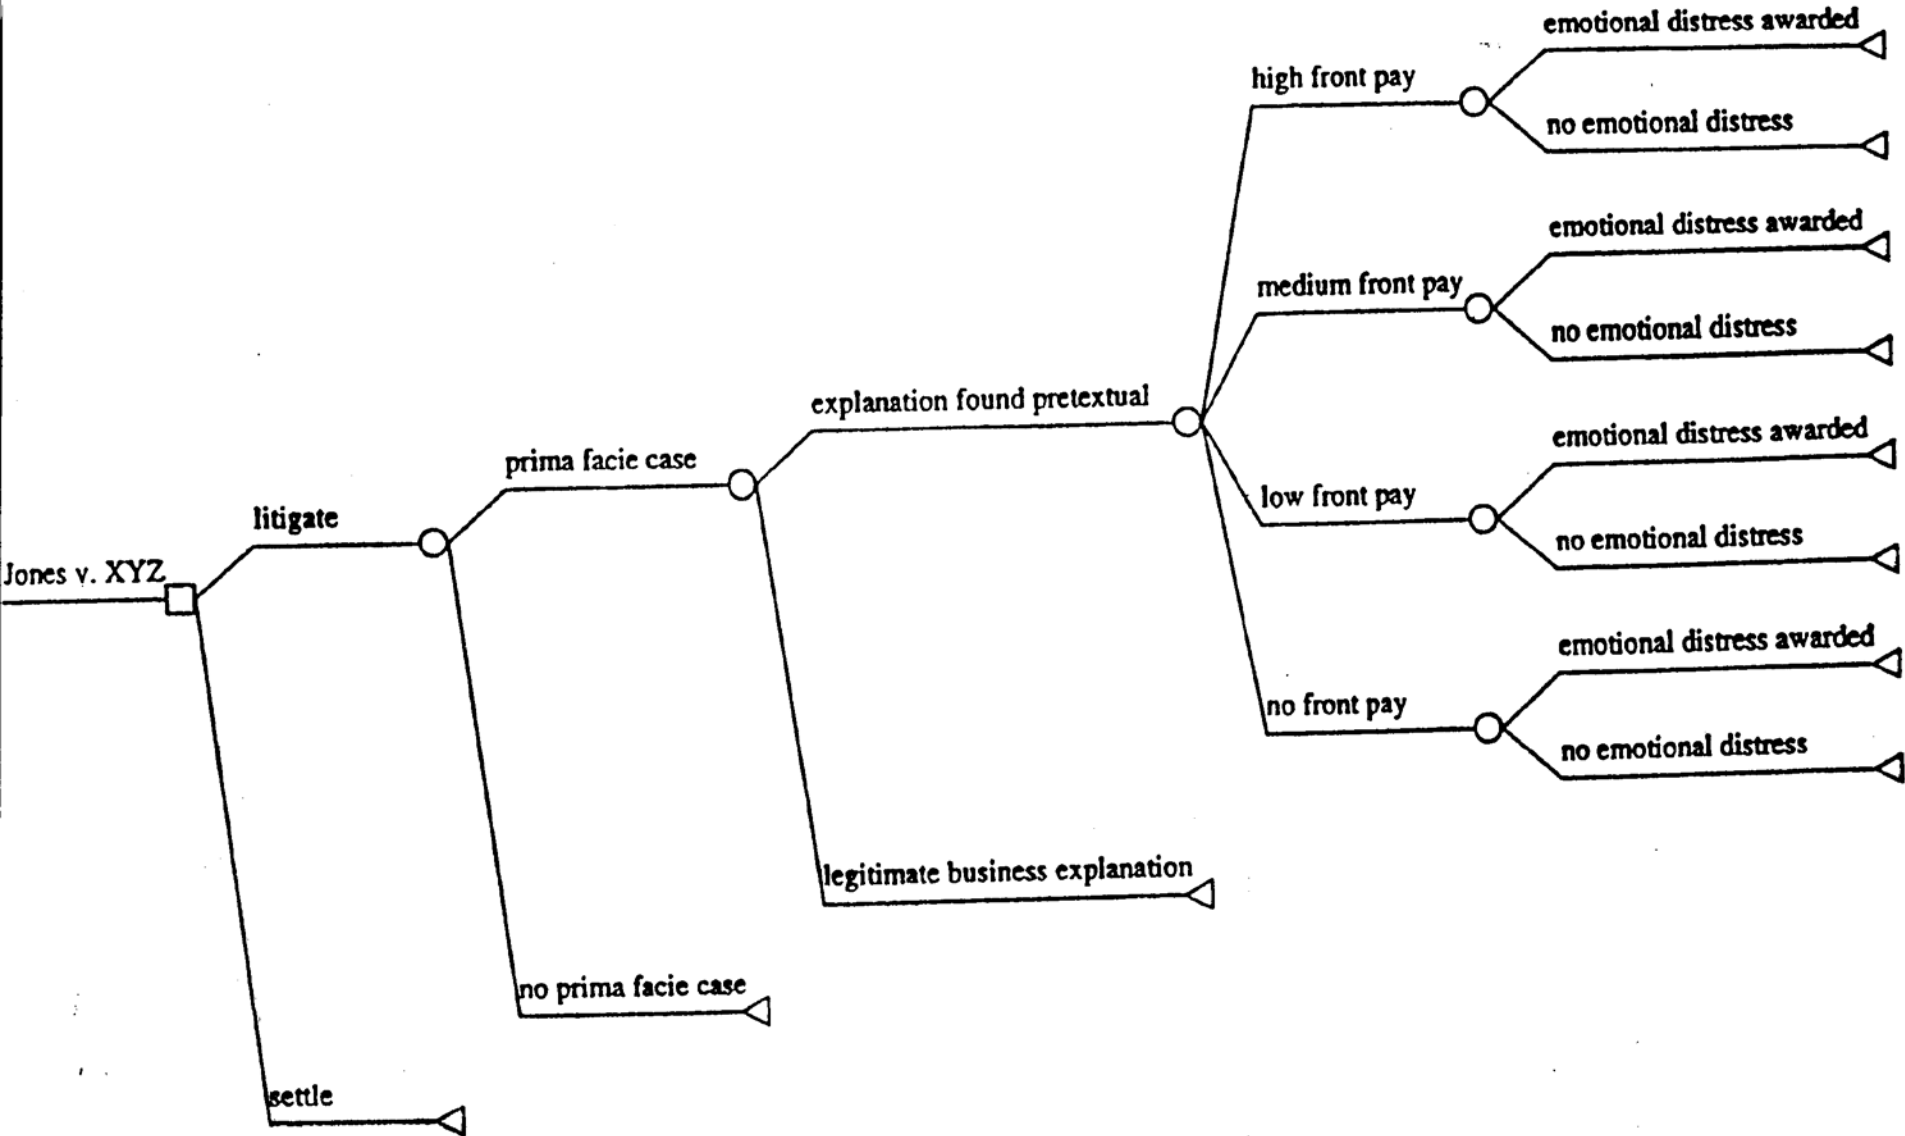 emotional distress awarded
high front pay
no emotional distress
emotional distress awarded
medium front pay
no emotional distress
explanation found pretextual
emotional distress awarded
prima facie case
low front pay
litigate
no emotional distress
Jones v. XYZ
emotional distress awarded
no front pay
no emotional distress
legitimate business explanation
no prima facie case
settle